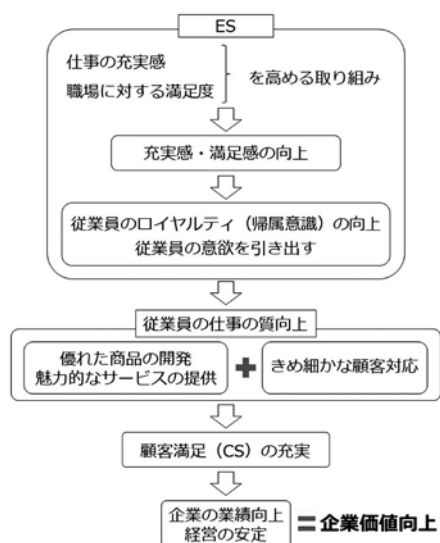 ES
仕事の充実感
職場に対する満足度
を高める取り組み
充実感・満足感の向上
従業員のロイヤルティ（帰属意識）の向上
従業員の意欲を引き出す
従業員の仕事の質向上
優れた商品の開発
魅力的なサービスの提供
きめ細かな顧客対応
顧客満足（CS）の充実
企業の業績向上
経営の安定
企業価値向上